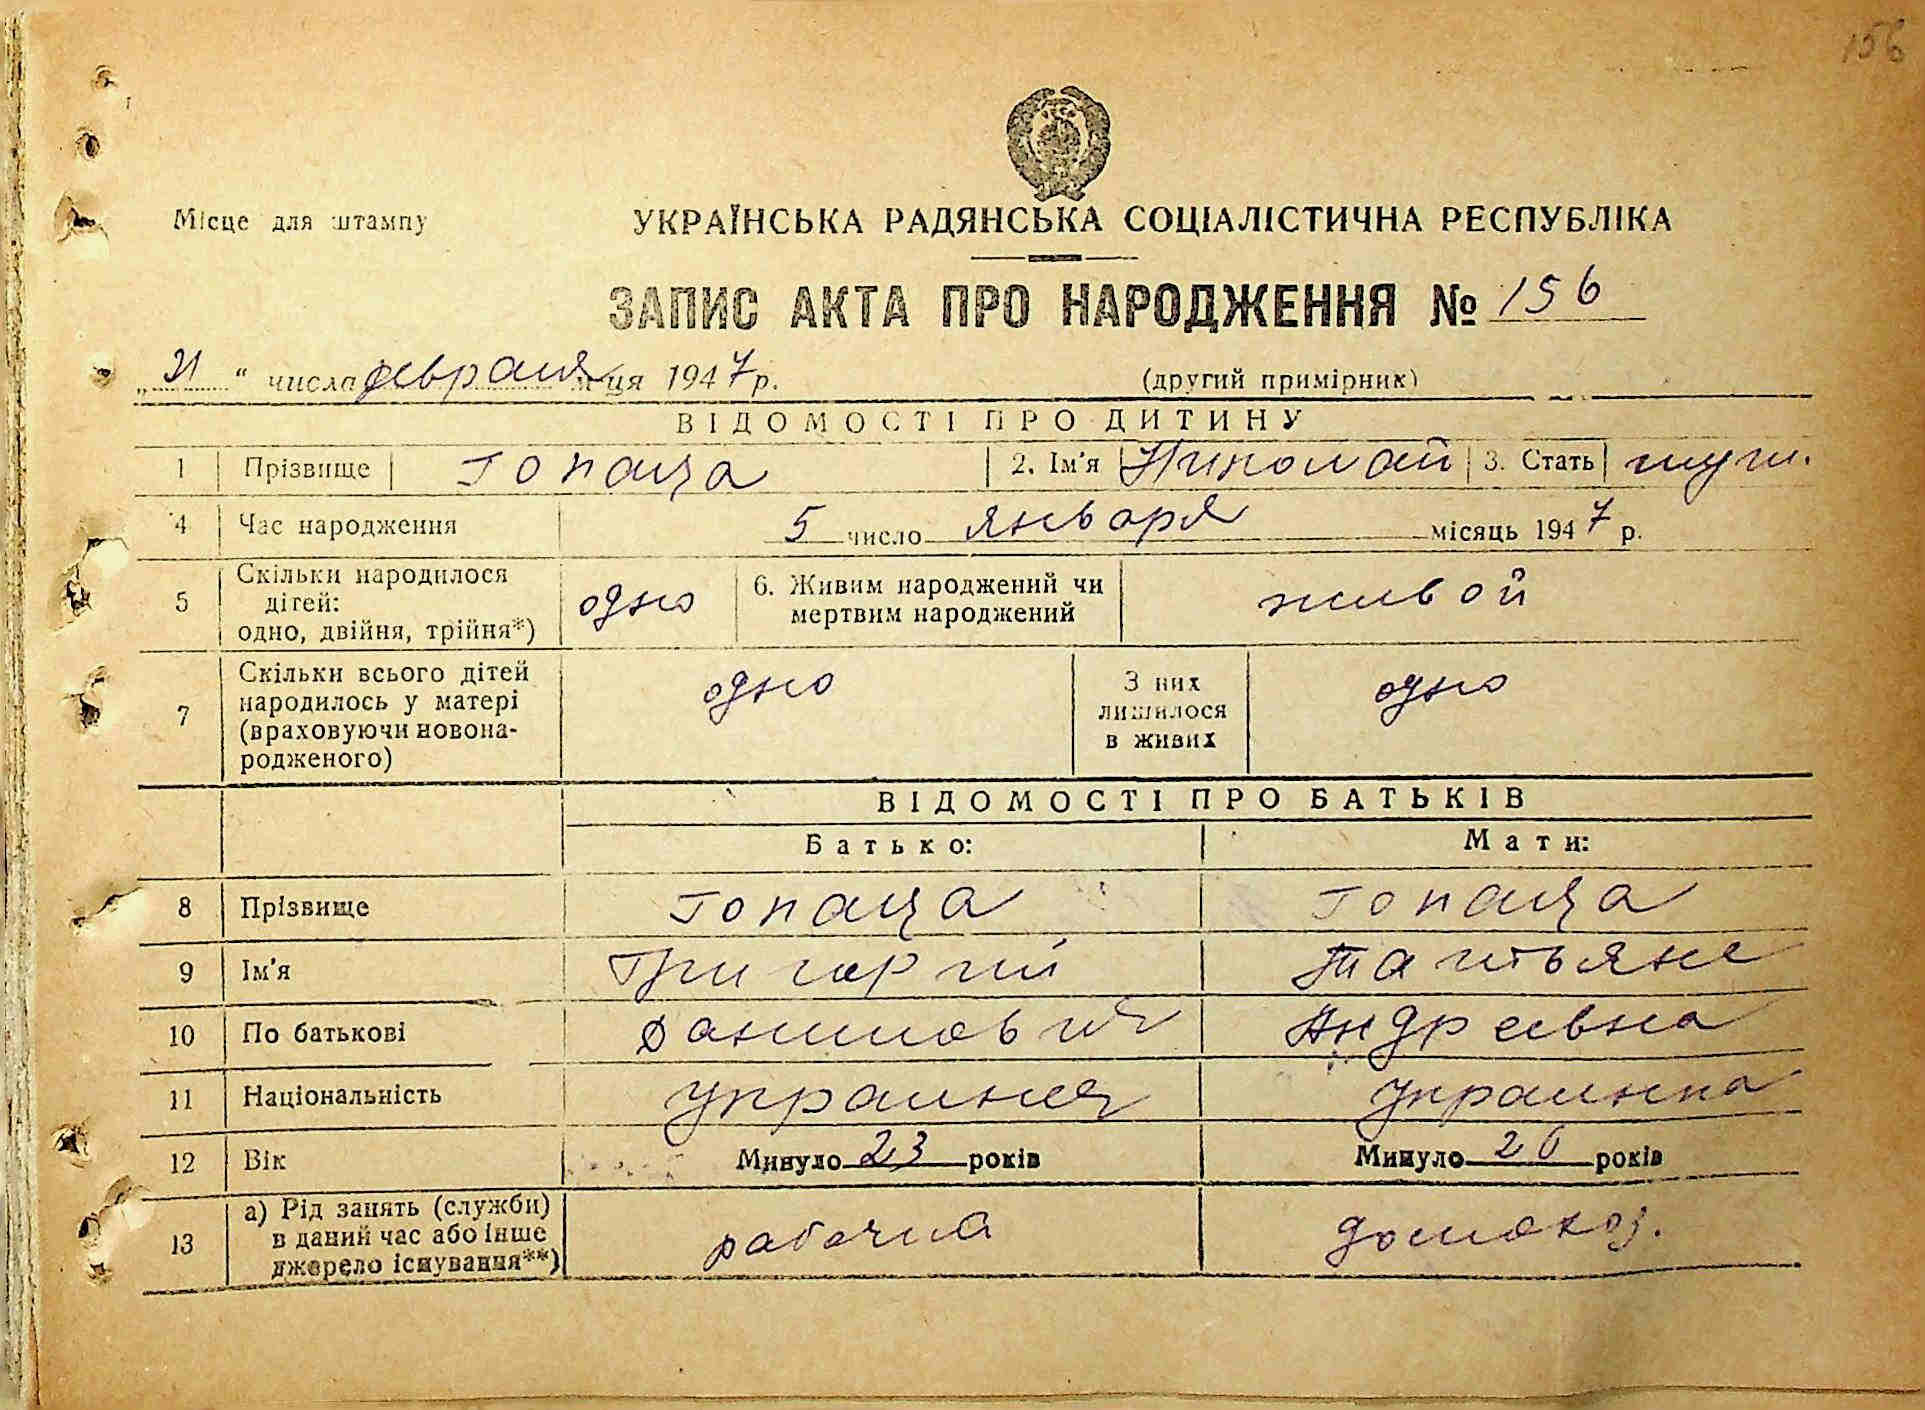 156
Місце для штампу
УКРАЇНСЬКА РАДЯНСЬКА СОЦІАЛІСТИЧНА РЕСПУБЛІКА
ЗАПИС АКТА ПРО НАРОДЖЕННЯ № 156
„21“ числа февраля м-ця 1947 р. (другий примірник)
ВІДОМОСТІ ПРО ДИТИНУ
1 Прізвище Гопаца 2. Ім'я Николай 3. Стать муж.
4 Час народження 5 число января місяць 1947 р.
5 Скільки народилося дітей: одно, двійня, трійня*) одно 6. Живим народжений чи мертвим народжений живой
7 Скільки всього дітей народилось у матері (враховуючи новонародженого) одно З них лишилося в живих одно
ВІДОМОСТІ ПРО БАТЬКІВ
Батько: Мати:
8 Прізвище Гопаца Гопаца
9 Ім'я Григорий Татьяна
10 По батькові Данилович Андреевна
11 Національність украинец украинка
12 Вік Минуло 23 років Минуло 20 років
13 а) Рід занять (служби) в даний час або інше джерело існування**) рабочий домохоз.